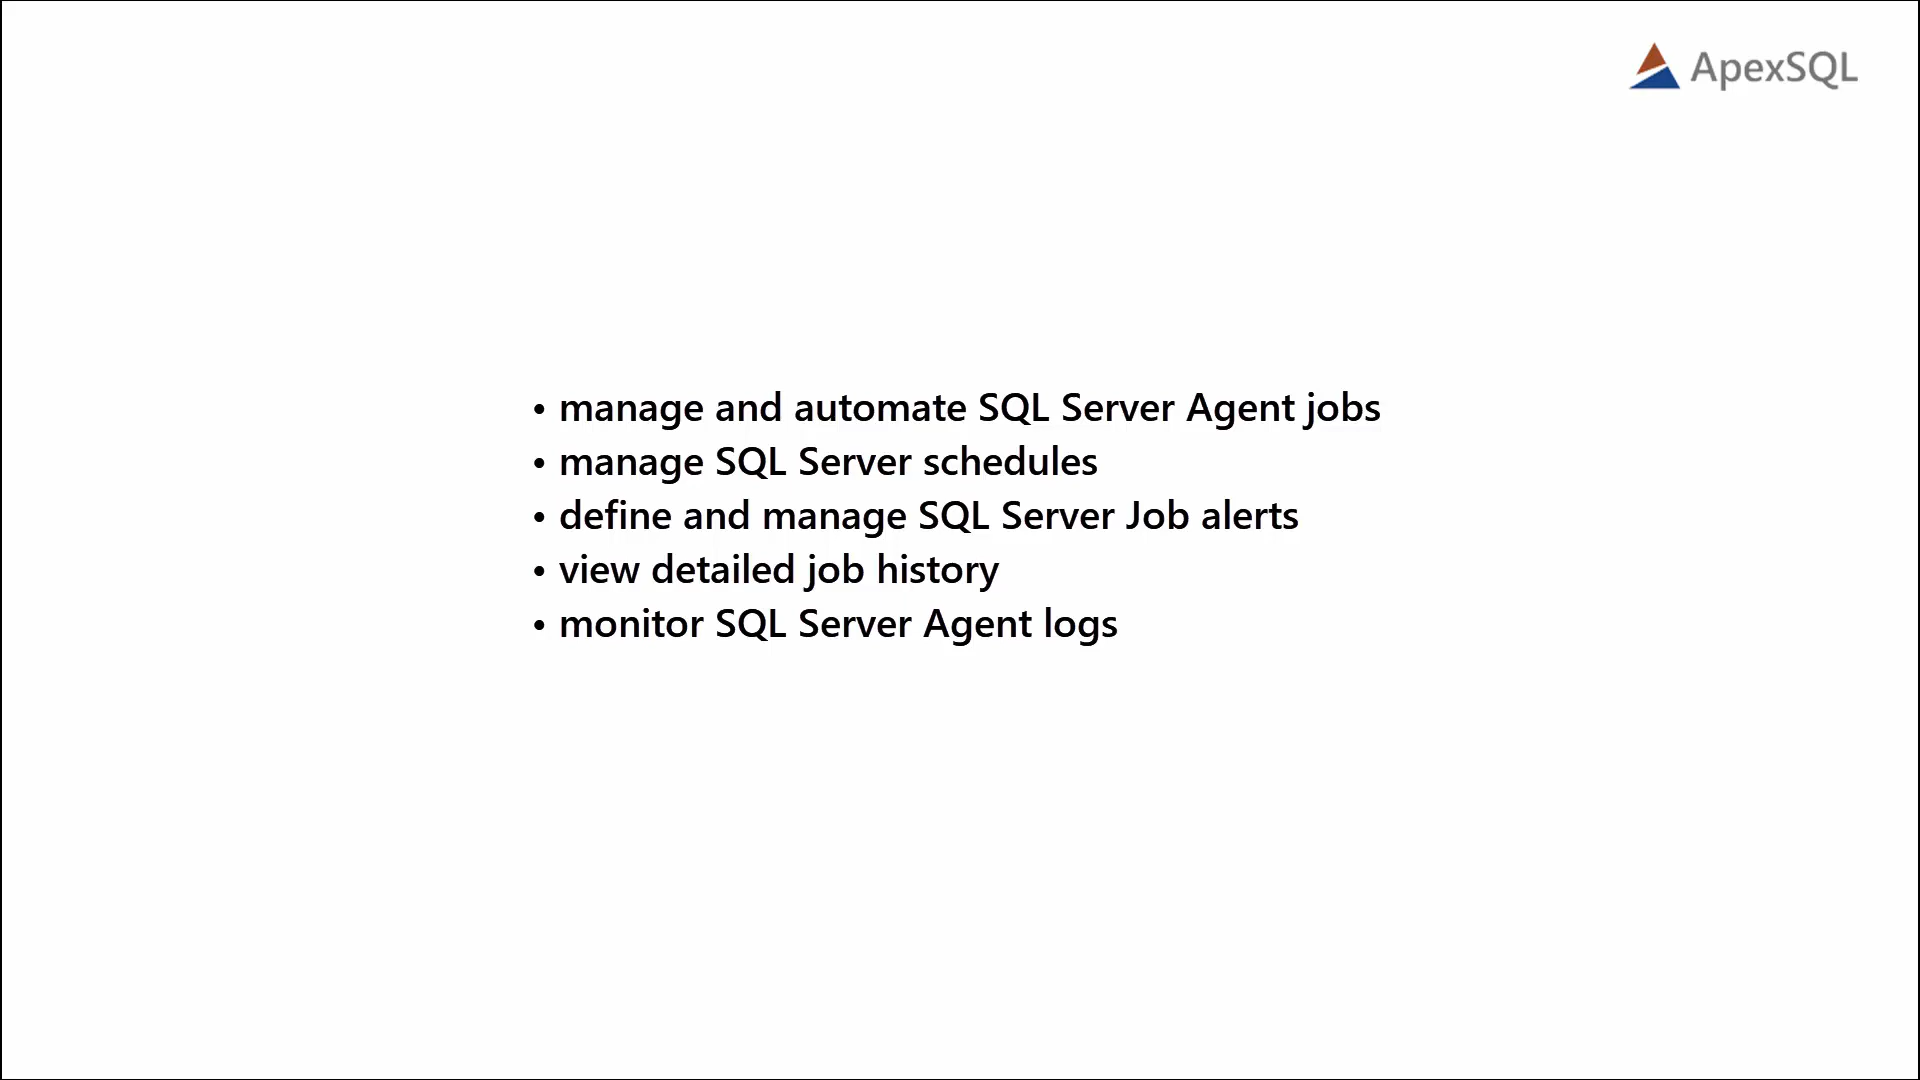 ApexSQL
• manage and automate SQL Server Agent jobs
• manage SQL Server schedules
• define and manage SQL Server Job alerts
• view detailed job history
• monitor SQL Server Agent logs